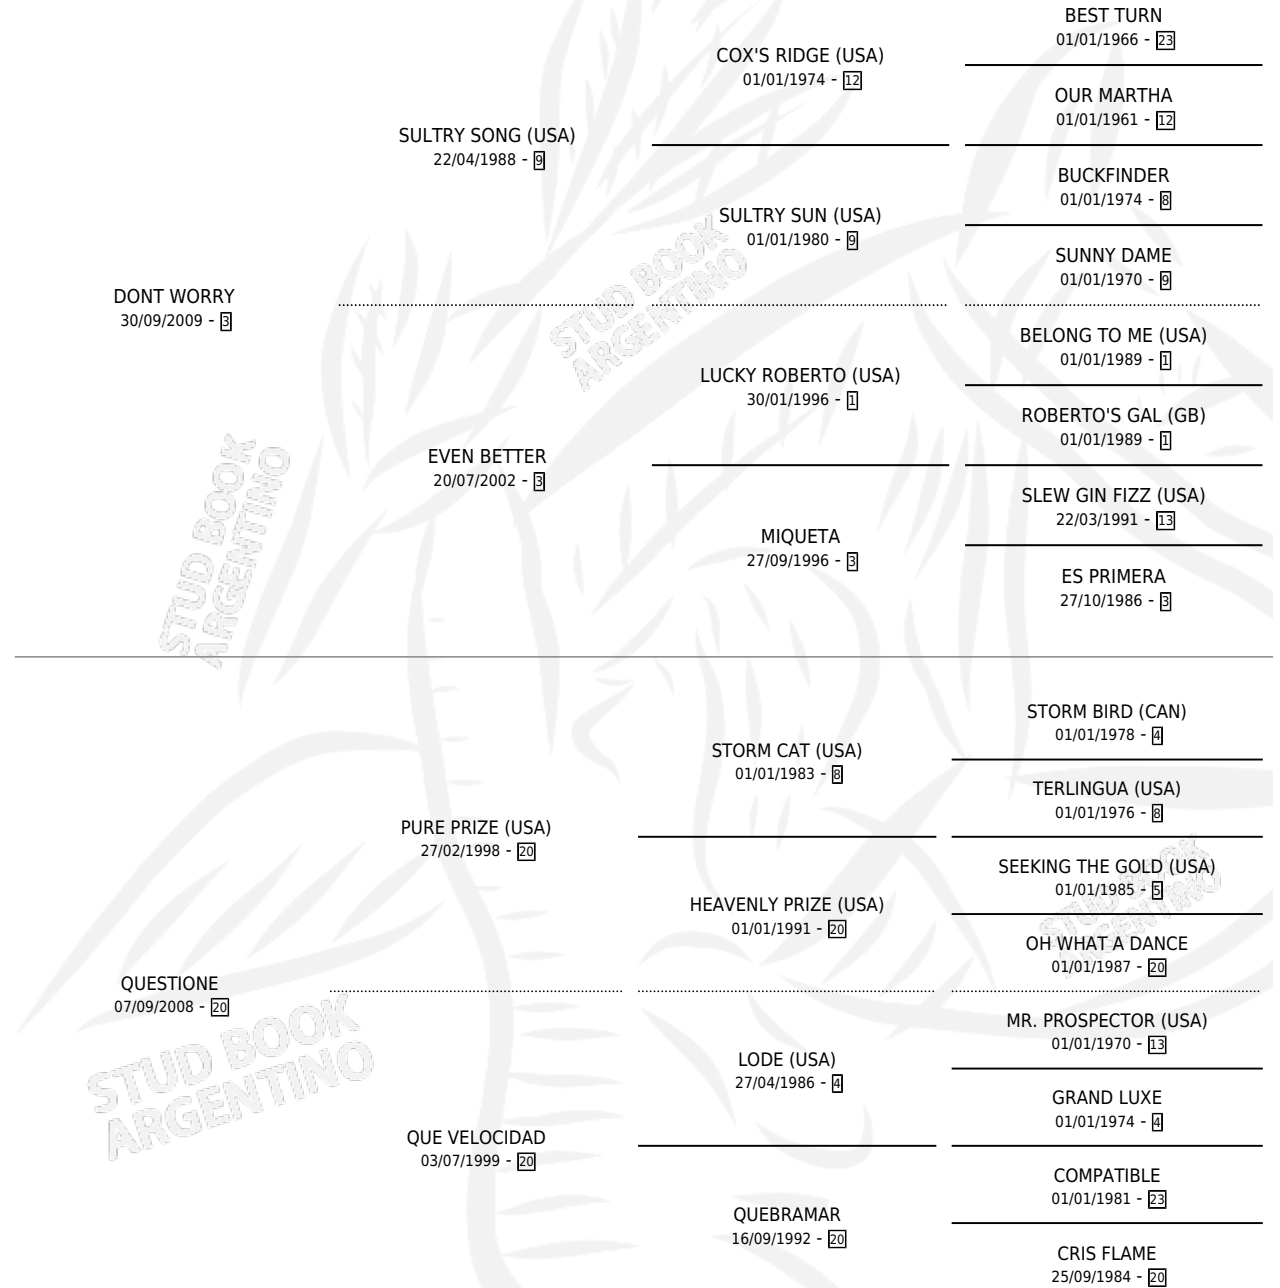 BEST TURN
01/01/1966 - 23
COX'S RIDGE (USA)
01/01/1974 - 12
OUR MARTHA
01/01/1961 - 12
SULTRY SONG (USA)
22/04/1988 - 9
BUCKFINDER
01/01/1974 - 8
SULTRY SUN (USA)
01/01/1980 - 9
SUNNY DAME
01/01/1970 - 9
DONT WORRY
30/09/2009 - 3
BELONG TO ME (USA)
01/01/1989 - 1
LUCKY ROBERTO (USA)
30/01/1996 - 1
ROBERTO'S GAL (GB)
01/01/1989 - 1
EVEN BETTER
20/07/2002 - 3
SLEW GIN FIZZ (USA)
22/03/1991 - 13
MIQUETA
27/09/1996 - 3
ES PRIMERA
27/10/1986 - 3
STORM BIRD (CAN)
01/01/1978 - 4
STORM CAT (USA)
01/01/1983 - 8
TERLINGUA (USA)
01/01/1976 - 8
PURE PRIZE (USA)
27/02/1998 - 20
SEEKING THE GOLD (USA)
01/01/1985 - 5
HEAVENLY PRIZE (USA)
01/01/1991 - 20
OH WHAT A DANCE
01/01/1987 - 20
QUESTIONE
07/09/2008 - 20
MR. PROSPECTOR (USA)
01/01/1970 - 13
LODE (USA)
27/04/1986 - 4
GRAND LUXE
01/01/1974 - 4
QUE VELOCIDAD
03/07/1999 - 20
COMPATIBLE
01/01/1981 - 23
QUEBRAMAR
16/09/1992 - 20
CRIS FLAME
25/09/1984 - 20
STUD BOOK
ARGENTINO
STUD BOOK
ARGENTINO
STUD BOOK
ARGENTINO
STUD BOOK
ARGENTINO